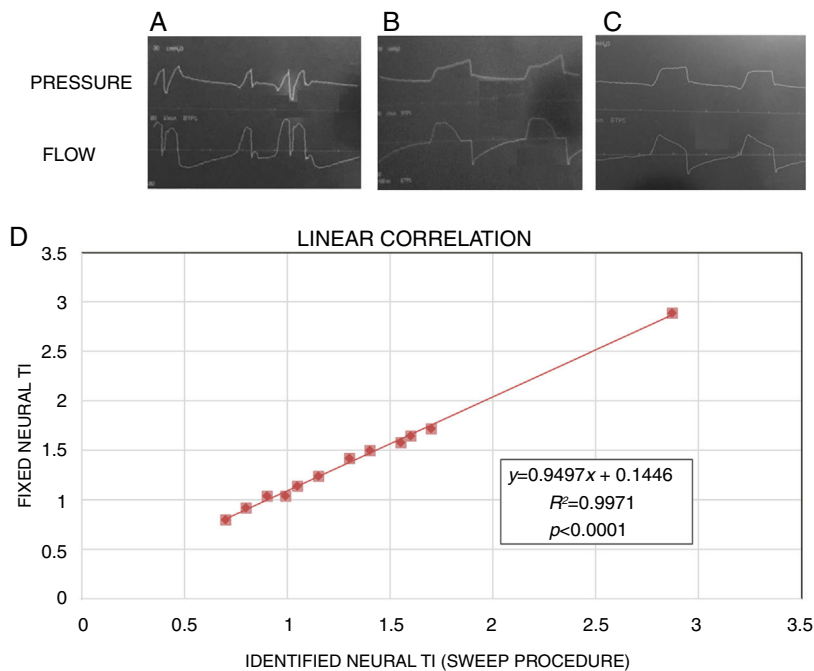 A
B
C
PRESSURE
FLOW
D
LINEAR CORRELATION
3.5
3
2.5
2
1.5
1
0.5
0
FIXED NEURAL TI
y=0.9497x + 0.1446
R²=0.9971
p<0.0001
0 0.5 1 1.5 2 2.5 3 3.5
IDENTIFIED NEURAL TI (SWEEP PROCEDURE)